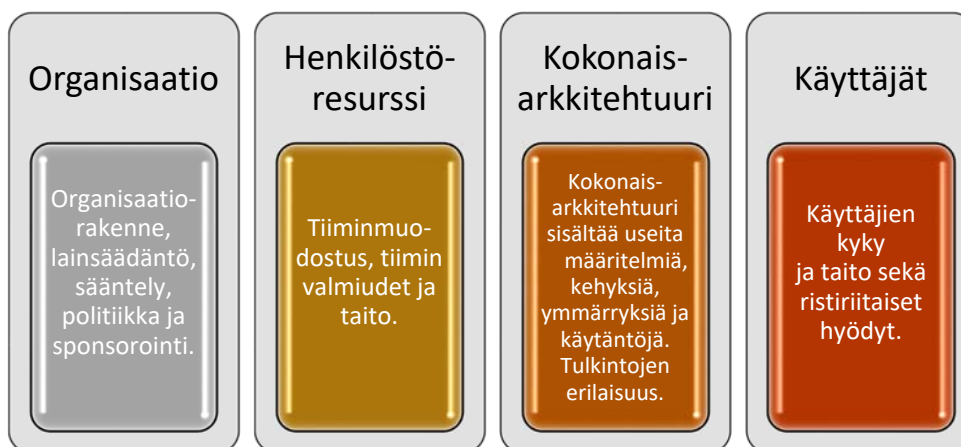 Organisaatio
Organisaatio-
rakenne,
lainsäädäntö,
sääntely,
politiikka ja
sponsorointi.
Henkilöstö-
resurssi
Tiiminmuo-
dostus, tiimin
valmiudet ja
taito.
Kokonais-
arkkitehtuuri
Kokonais-
arkkitehtuuri
sisältää useita
määritelmiä,
kehyksiä,
ymmärryksiä ja
käytäntöjä.
Tulkintojen
erilaisuus.
Käyttäjät
Käyttäjien
kyky
ja taito sekä
ristiriitaiset
hyödyt.